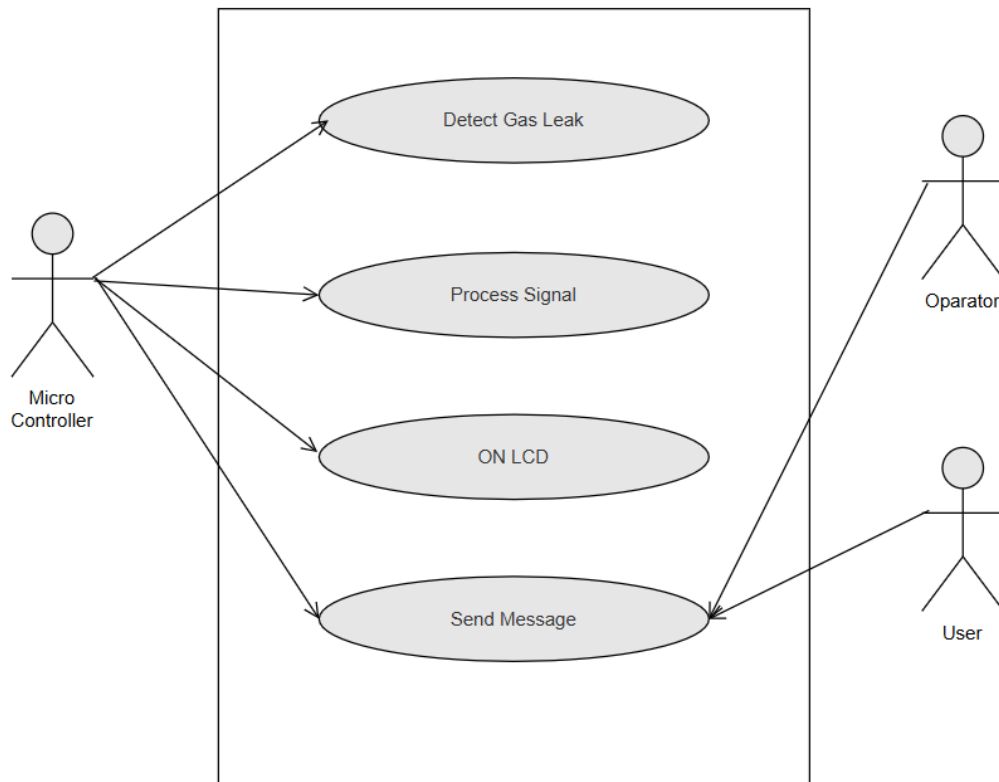 Detect Gas Leak
Process Signal
ON LCD
Send Message
Micro
Controller
Oparator
User